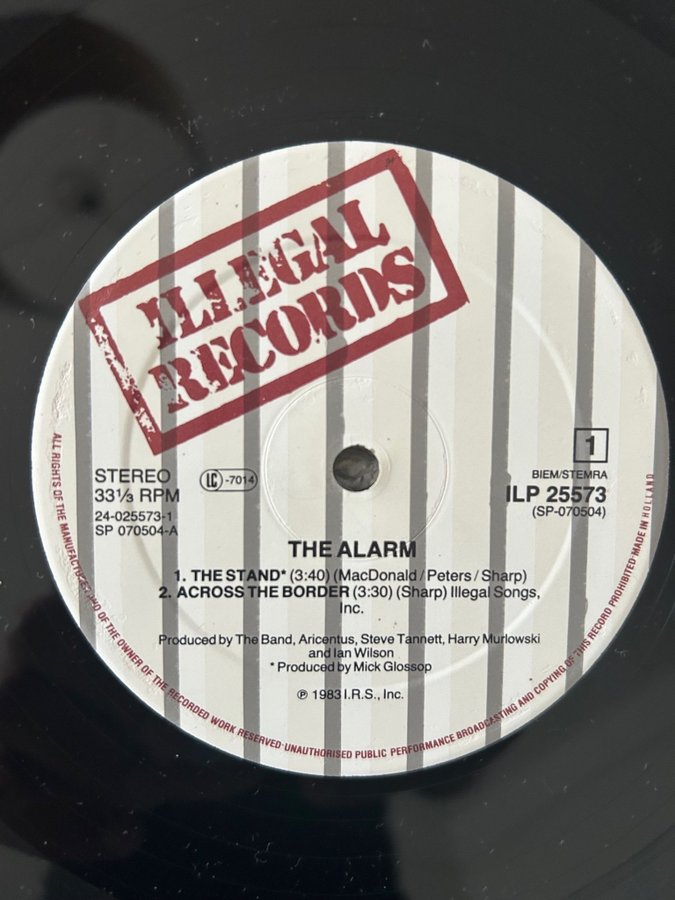 ILLEGAL
RECORDS
1
STEREO
33⅓ RPM
LC -7014
24-025573-1
SP 070504-A
BIEM/STEMRA
ILP 25573
(SP-070504)
THE ALARM
1. THE STAND* (3:40) (MacDonald/Peters/Sharp)
2. ACROSS THE BORDER (3:30) (Sharp) Illegal Songs,
Inc.
Produced by The Band, Aricentus, Steve Tannett, Harry Murlowski
and Ian Wilson
* Produced by Mick Glossop
℗ 1983 I.R.S., Inc.
ALL RIGHTS OF THE MANUFACTURER AND OF THE OWNER OF THE RECORDED WORK RESERVED·UNAUTHORISED PUBLIC PERFORMANCE BROADCASTING AND COPYING OF THIS RECORD PROHIBITED·MADE IN HOLLAND